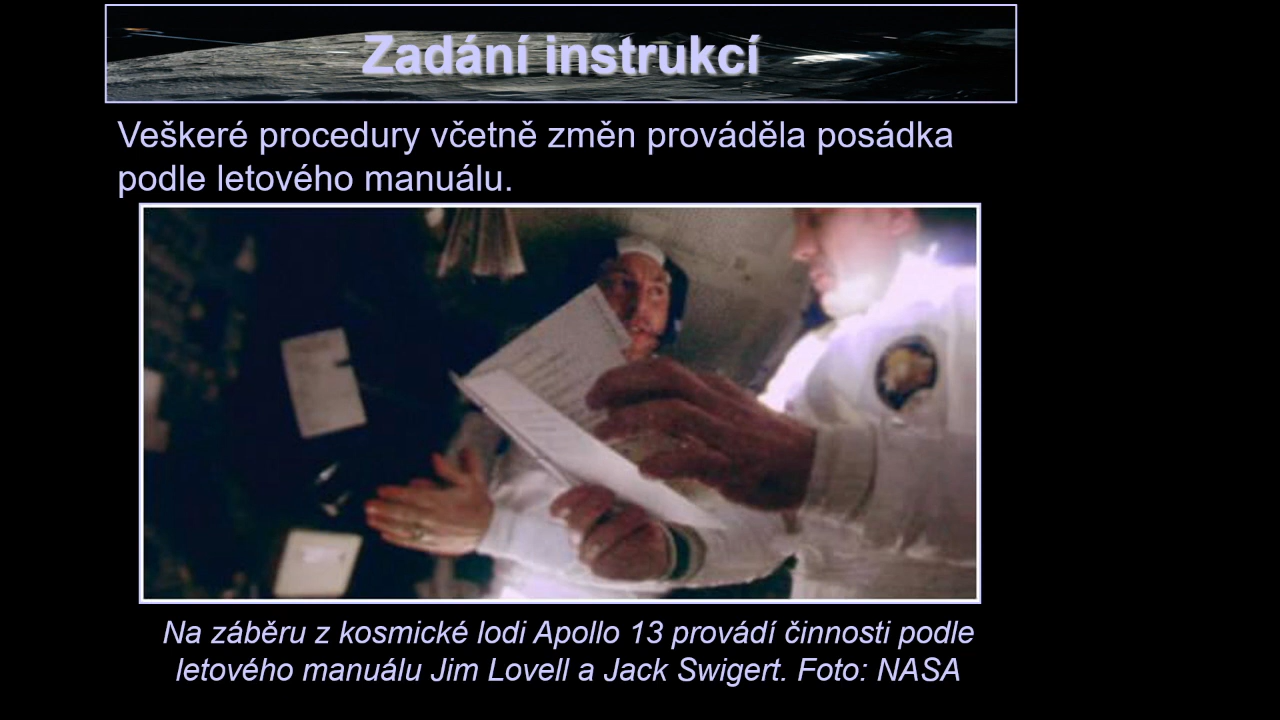 Zadání instrukcí
Veškeré procedury včetně změn prováděla posádka
podle letového manuálu.
Na záběru z kosmické lodi Apollo 13 provádí činnosti podle
letového manuálu Jim Lovell a Jack Swigert. Foto: NASA